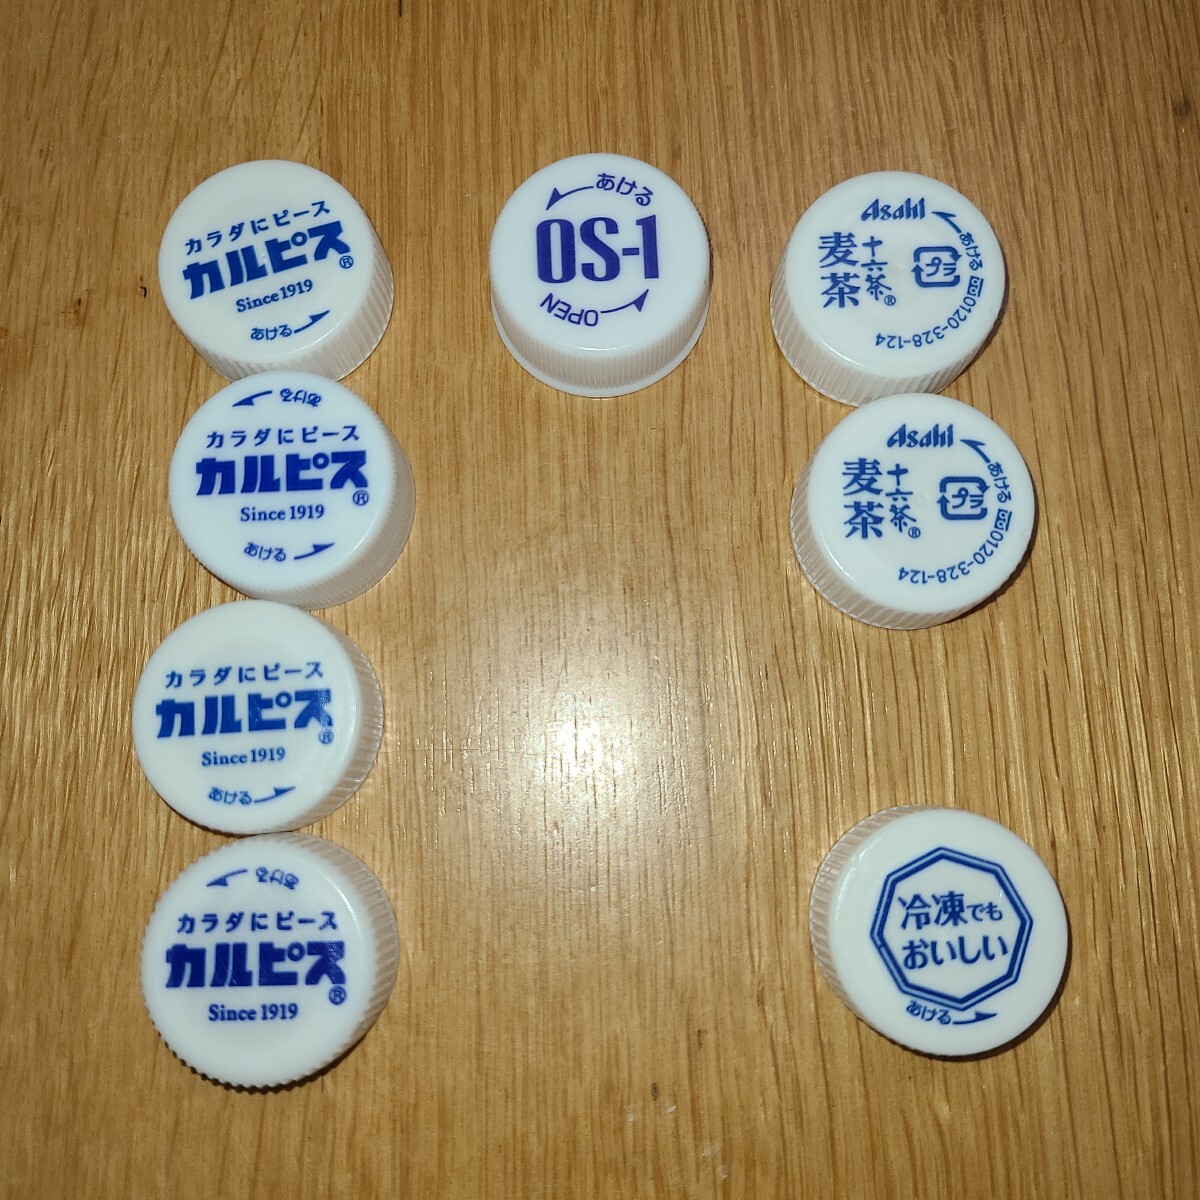 カラダにピース
カルピス®
Since 1919
あける
あける
OS-1
OPEN
Asahi
あける
十六茶®
麦茶
プラ
0120-328-124
あける
カラダにピース
カルピス®
Since 1919
あける
Asahi
あける
十六茶®
麦茶
プラ
0120-328-124
カラダにピース
カルピス®
Since 1919
あける
あける
カラダにピース
カルピス®
Since 1919
冷凍でも
おいしい
あける